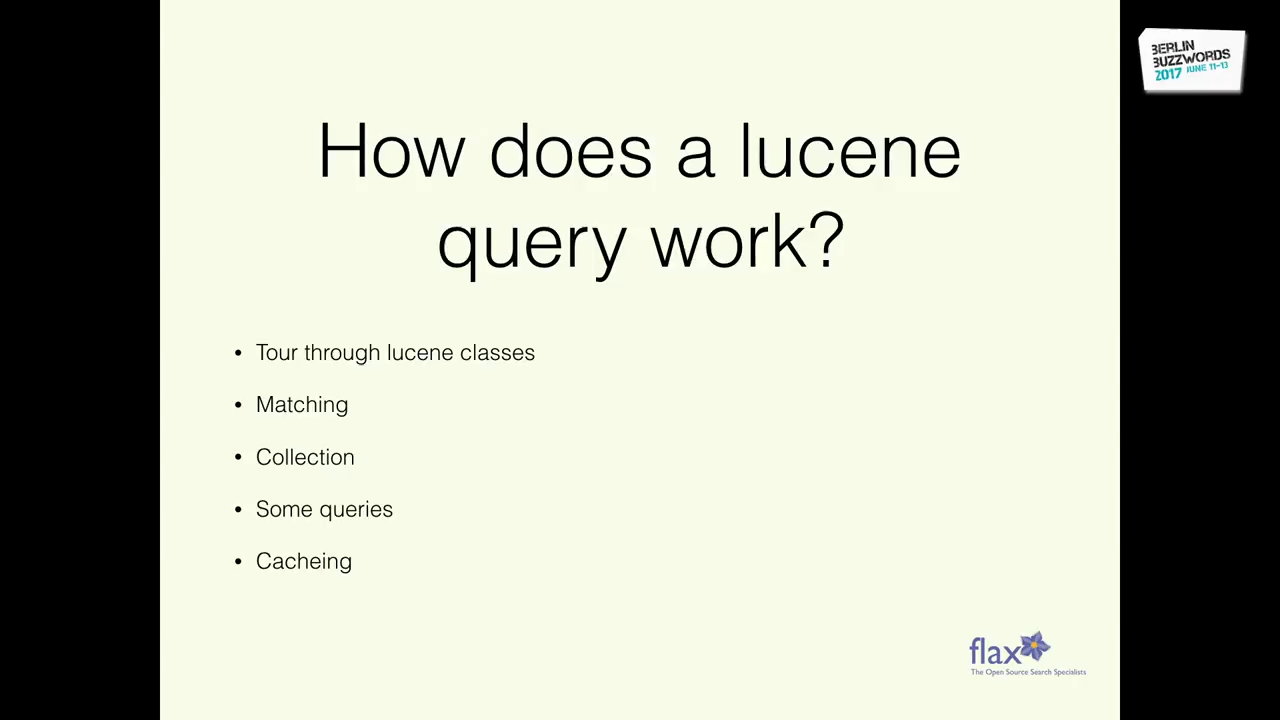 BERLIN
BUZZWORDS
2017 JUNE 11-13
How does a lucene
query work?
• Tour through lucene classes
• Matching
• Collection
• Some queries
• Cacheing
flax
The Open Source Search Specialists